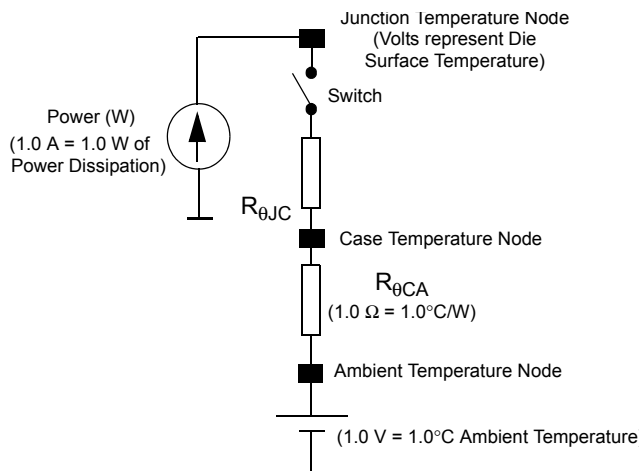 Junction Temperature Node
(Volts represent Die
Surface Temperature)
Switch
Power (W)
(1.0 A = 1.0 W of
Power Dissipation)
RθJC
Case Temperature Node
RθCA
(1.0 Ω = 1.0°C/W)
Ambient Temperature Node
(1.0 V = 1.0°C Ambient Temperature